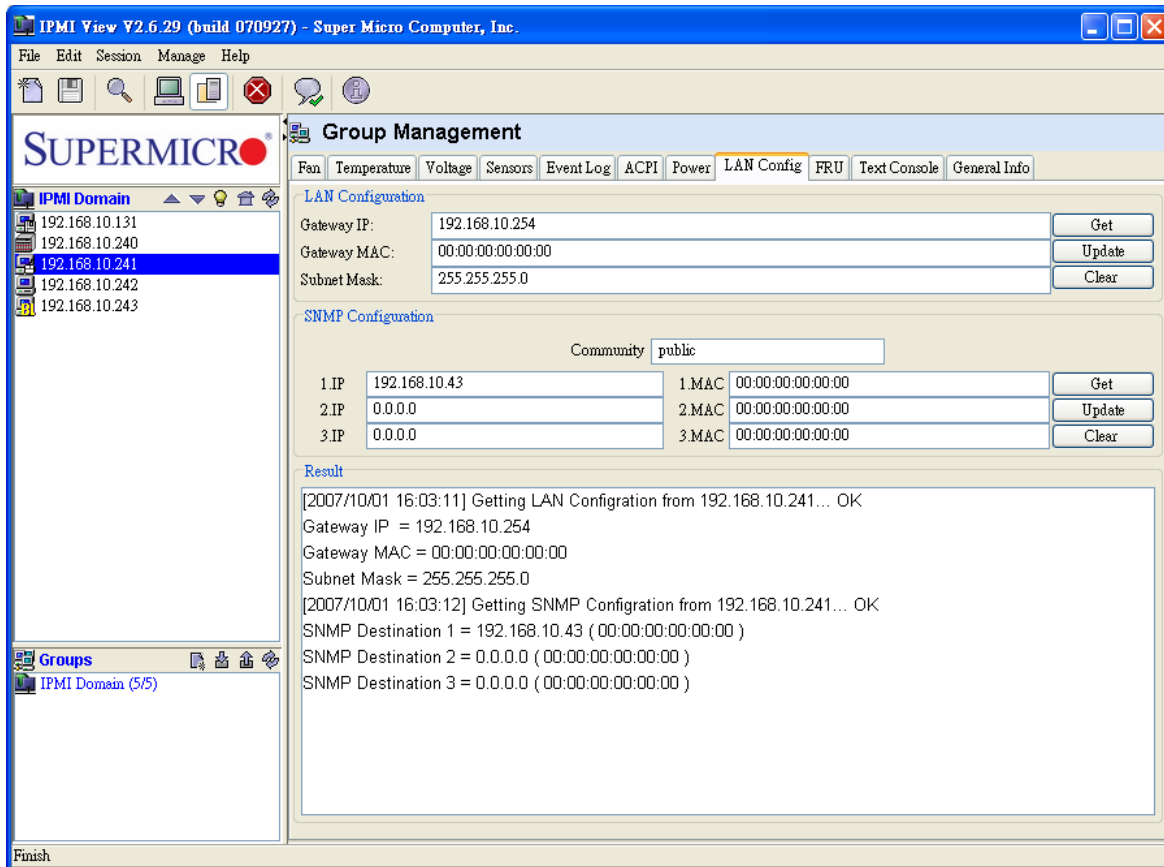 IPMI View V2.6.29 (build 070927) - Super Micro Computer, Inc.
File Edit Session Manage Help
SUPERMICRO
Group Management
Fan Temperature Voltage Sensors Event Log ACPI Power LAN Config FRU Text Console General Info
IPMI Domain
192.168.10.131
192.168.10.240
192.168.10.241
192.168.10.242
192.168.10.243
LAN Configuration
Gateway IP: 192.168.10.254 Get
Gateway MAC: 00:00:00:00:00:00 Update
Subnet Mask: 255.255.255.0 Clear
SNMP Configuration
Community public
1.IP 192.168.10.43 1.MAC 00:00:00:00:00:00 Get
2.IP 0.0.0.0 2.MAC 00:00:00:00:00:00 Update
3.IP 0.0.0.0 3.MAC 00:00:00:00:00:00 Clear
Result
[2007/10/01 16:03:11] Getting LAN Configration from 192.168.10.241... OK
Gateway IP = 192.168.10.254
Gateway MAC = 00:00:00:00:00:00
Subnet Mask = 255.255.255.0
[2007/10/01 16:03:12] Getting SNMP Configration from 192.168.10.241... OK
SNMP Destination 1 = 192.168.10.43 ( 00:00:00:00:00:00 )
SNMP Destination 2 = 0.0.0.0 ( 00:00:00:00:00:00 )
SNMP Destination 3 = 0.0.0.0 ( 00:00:00:00:00:00 )
Groups
IPMI Domain (5/5)
Finish